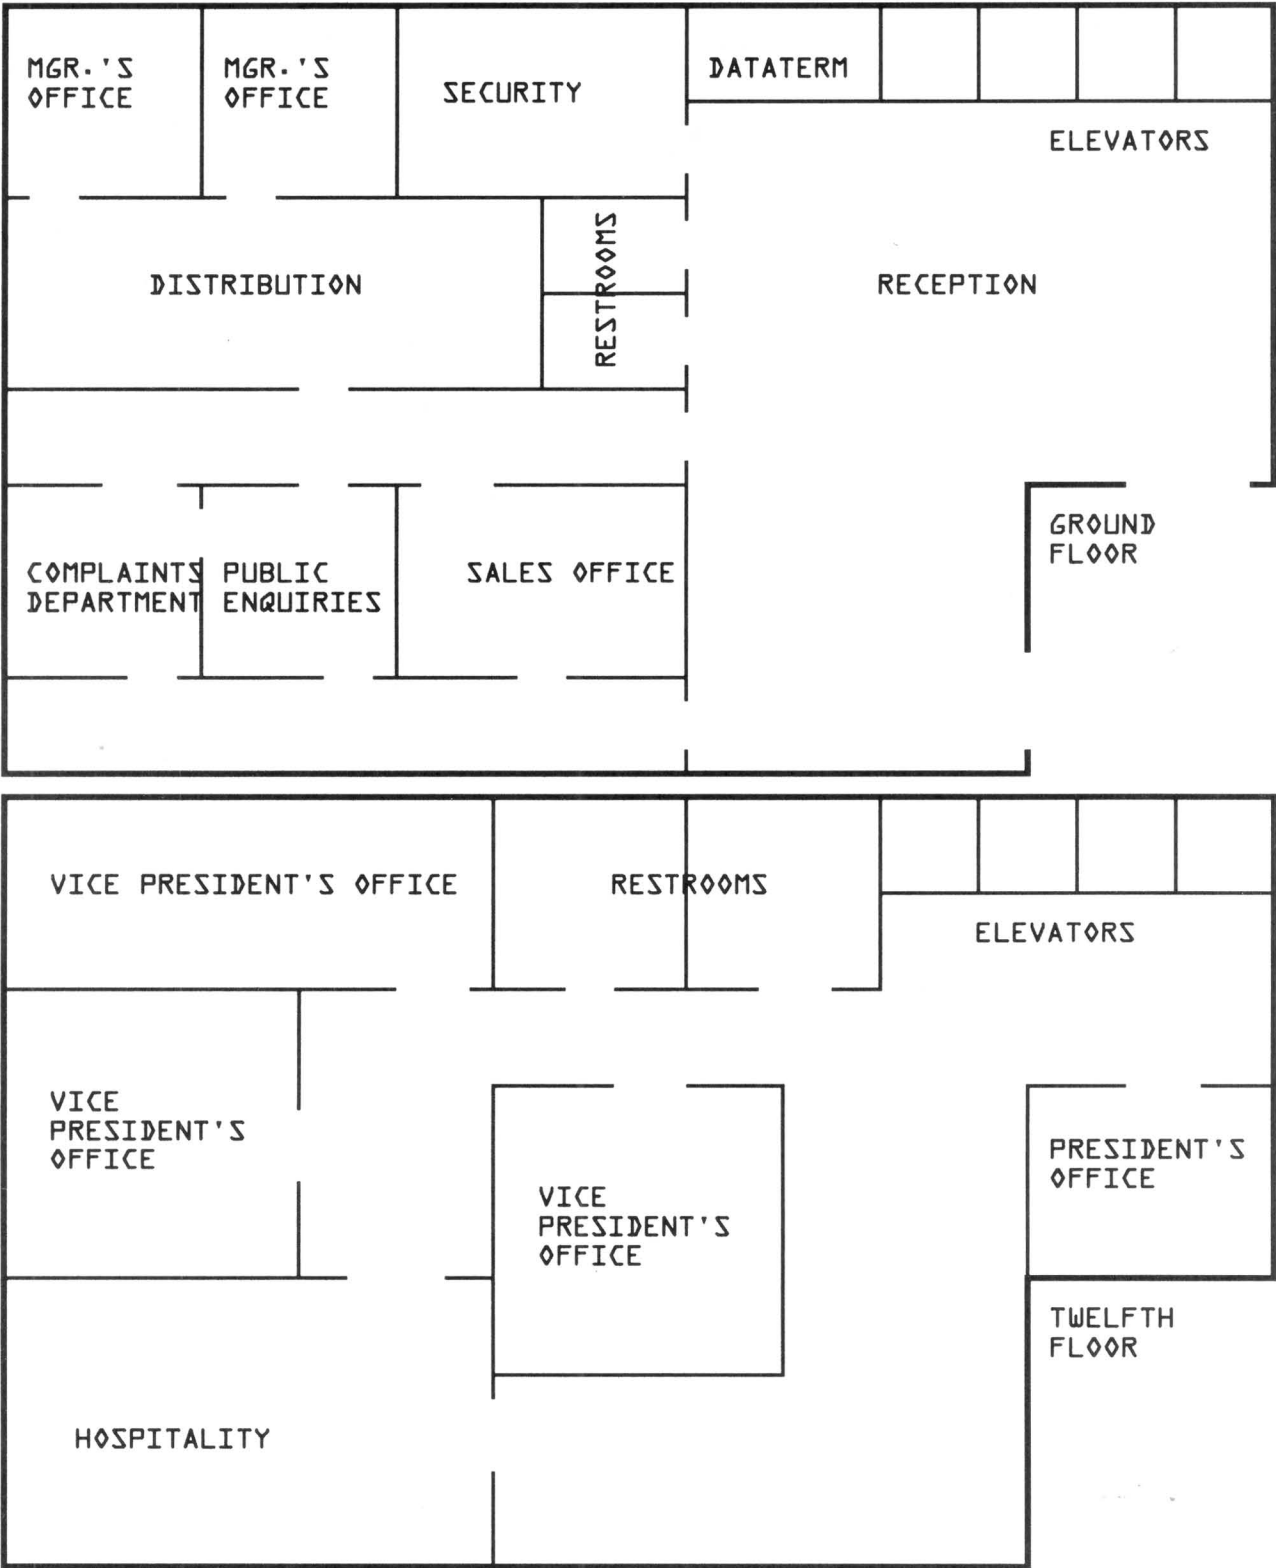 MGR.'S
OFFICE
MGR.'S
OFFICE
SECURITY
DATATERM
ELEVATORS
DISTRIBUTION
RESTROOMS
RECEPTION
GROUND
FLOOR
COMPLAINTS
DEPARTMENT
PUBLIC
ENQUIRIES
SALES OFFICE
VICE PRESIDENT'S OFFICE
RESTROOMS
ELEVATORS
VICE
PRESIDENT'S
OFFICE
VICE
PRESIDENT'S
OFFICE
PRESIDENT'S
OFFICE
TWELFTH
FLOOR
HOSPITALITY